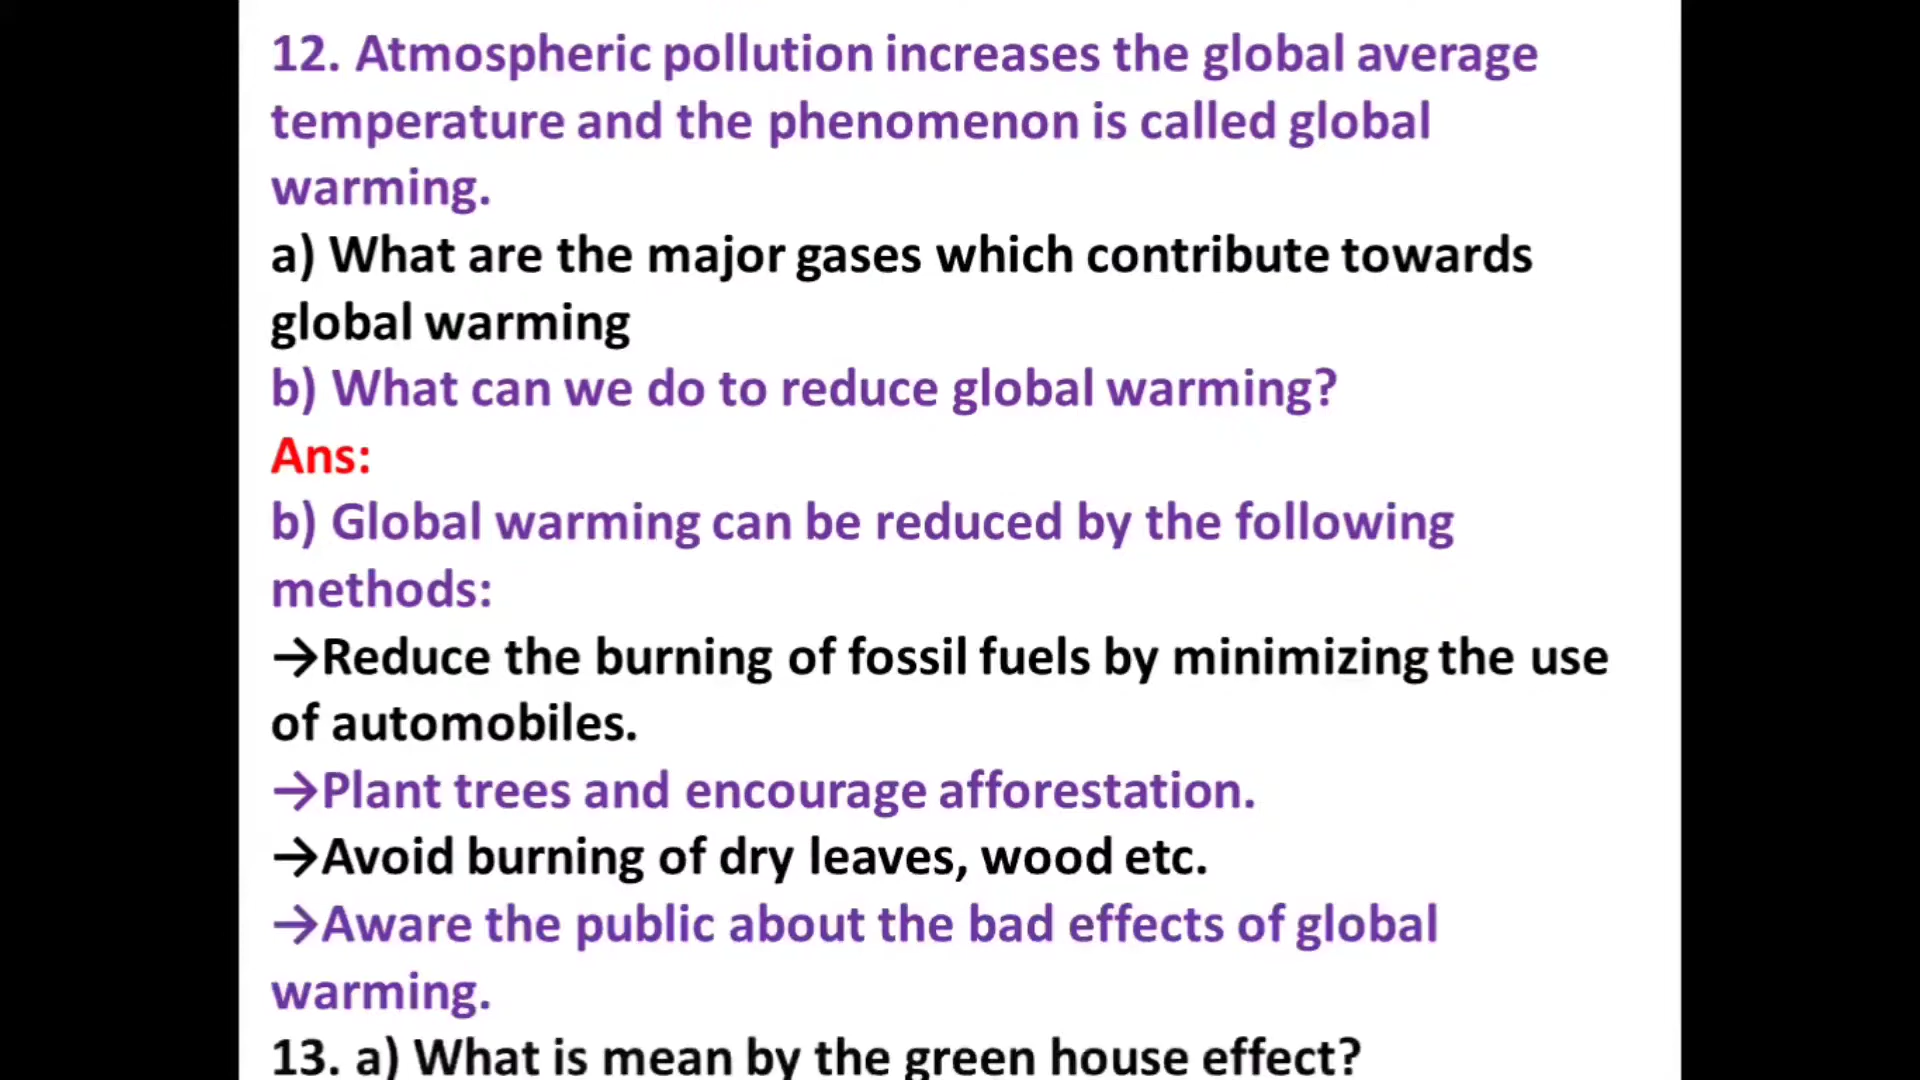 12. Atmospheric pollution increases the global average
temperature and the phenomenon is called global
warming.
a) What are the major gases which contribute towards
global warming
b) What can we do to reduce global warming?
Ans:
b) Global warming can be reduced by the following
methods:
→Reduce the burning of fossil fuels by minimizing the use
of automobiles.
→Plant trees and encourage afforestation.
→Avoid burning of dry leaves, wood etc.
→Aware the public about the bad effects of global
warming.
13. a) What is mean by the green house effect?